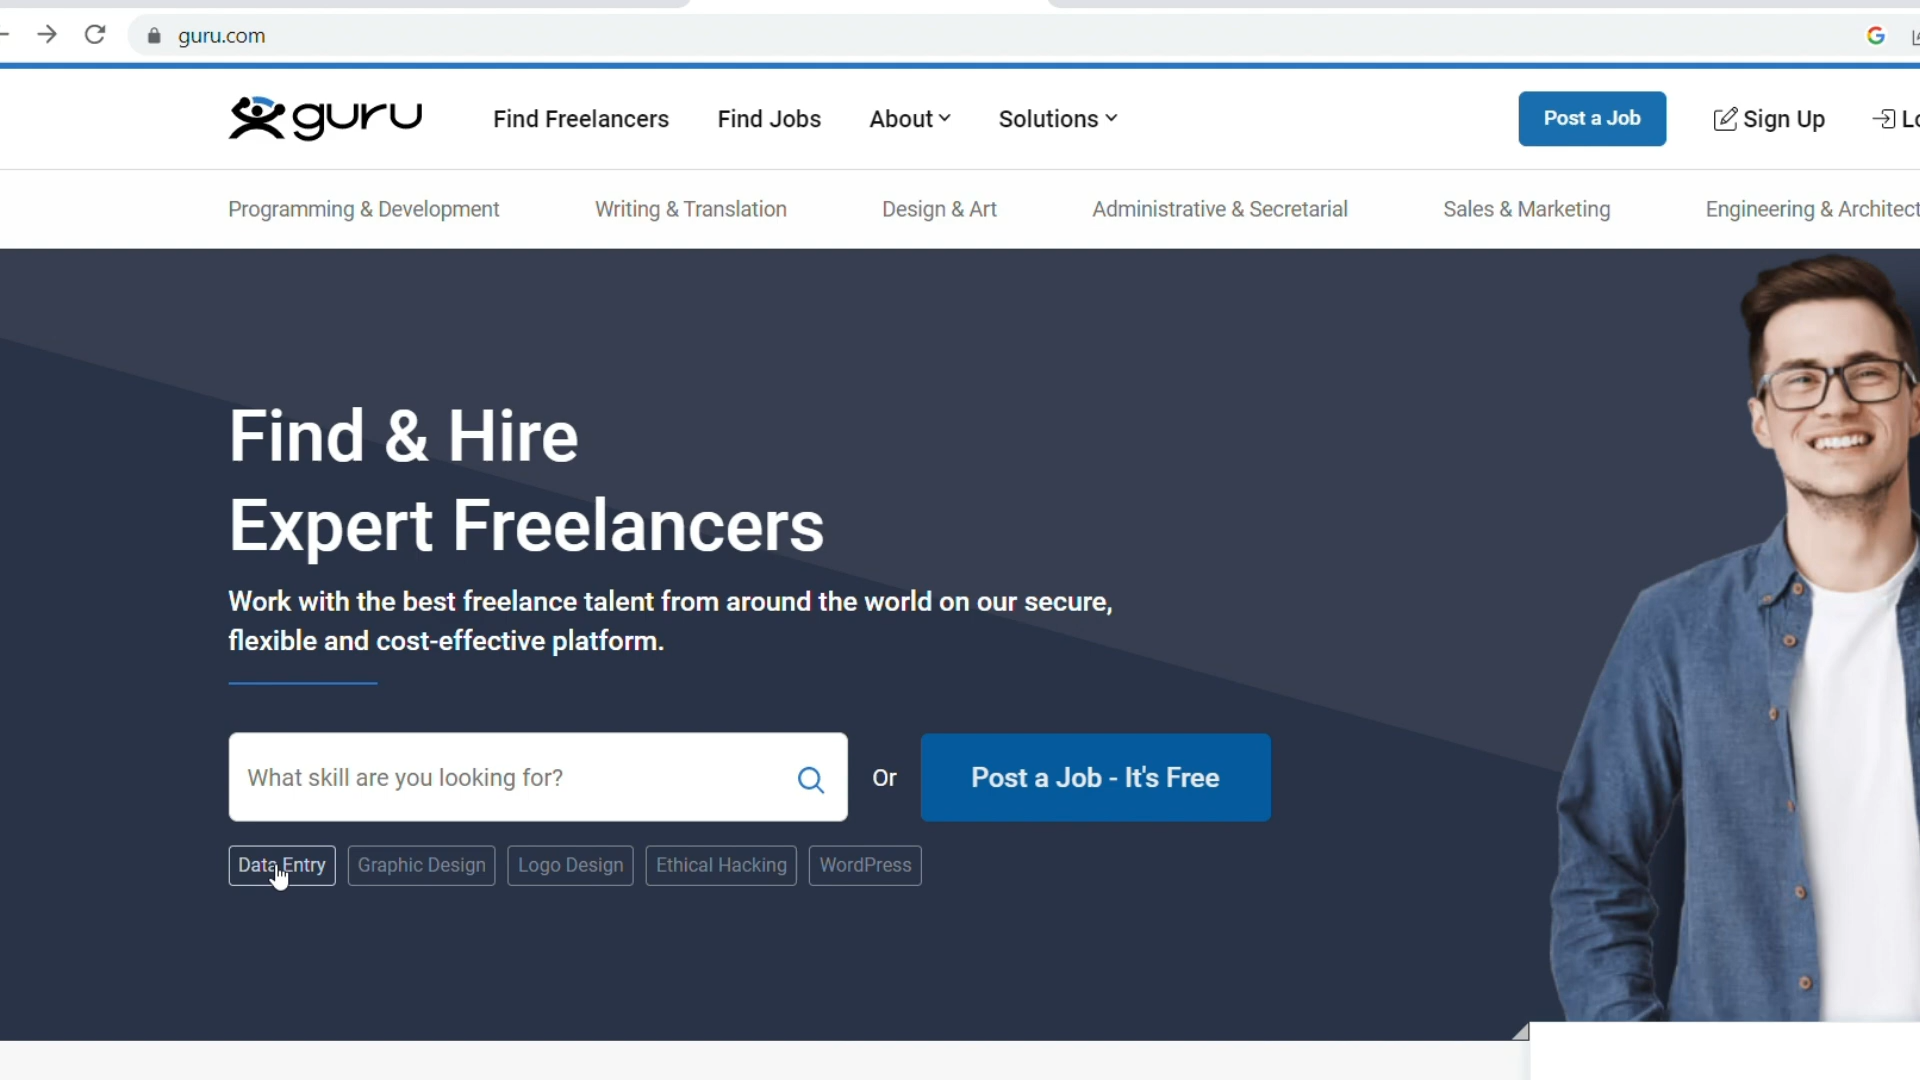 guru.com
guru Find Freelancers Find Jobs About Solutions Post a Job Sign Up
Programming & Development Writing & Translation Design & Art Administrative & Secretarial Sales & Marketing Engineering &
Find & Hire
Expert Freelancers
Work with the best freelance talent from around the world on our secure,
flexible and cost-effective platform.
What skill are you looking for? Or Post a Job - It's Free
Data Entry Graphic Design Logo Design Ethical Hacking WordPress